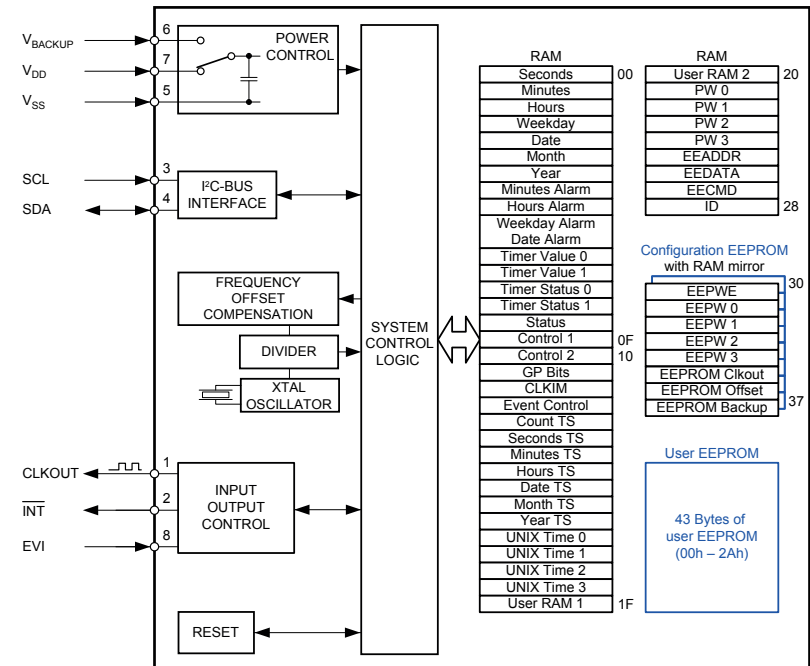 V_BACKUP
6
V_DD
7
V_SS
5
POWER
CONTROL
SCL
3
SDA
4
I²C-BUS
INTERFACE
FREQUENCY
OFFSET
COMPENSATION
DIVIDER
XTAL
OSCILLATOR
CLKOUT
1
INT
2
EVI
8
INPUT
OUTPUT
CONTROL
RESET
SYSTEM
CONTROL
LOGIC
RAM
Seconds 00
Minutes
Hours
Weekday
Date
Month
Year
Minutes Alarm
Hours Alarm
Weekday Alarm
Date Alarm
Timer Value 0
Timer Value 1
Timer Status 0
Timer Status 1
Status
Control 1 0F
Control 2 10
GP Bits
CLKIM
Event Control
Count TS
Seconds TS
Minutes TS
Hours TS
Date TS
Month TS
Year TS
UNIX Time 0
UNIX Time 1
UNIX Time 2
UNIX Time 3
User RAM 1 1F
RAM
User RAM 2 20
PW 0
PW 1
PW 2
PW 3
EEADDR
EEDATA
EECMD
ID 28
Configuration EEPROM
with RAM mirror
30
EEPWE
EEPW 0
EEPW 1
EEPW 2
EEPW 3
EEPROM Clkout
EEPROM Offset
EEPROM Backup 37
User EEPROM
43 Bytes of
user EEPROM
(00h – 2Ah)